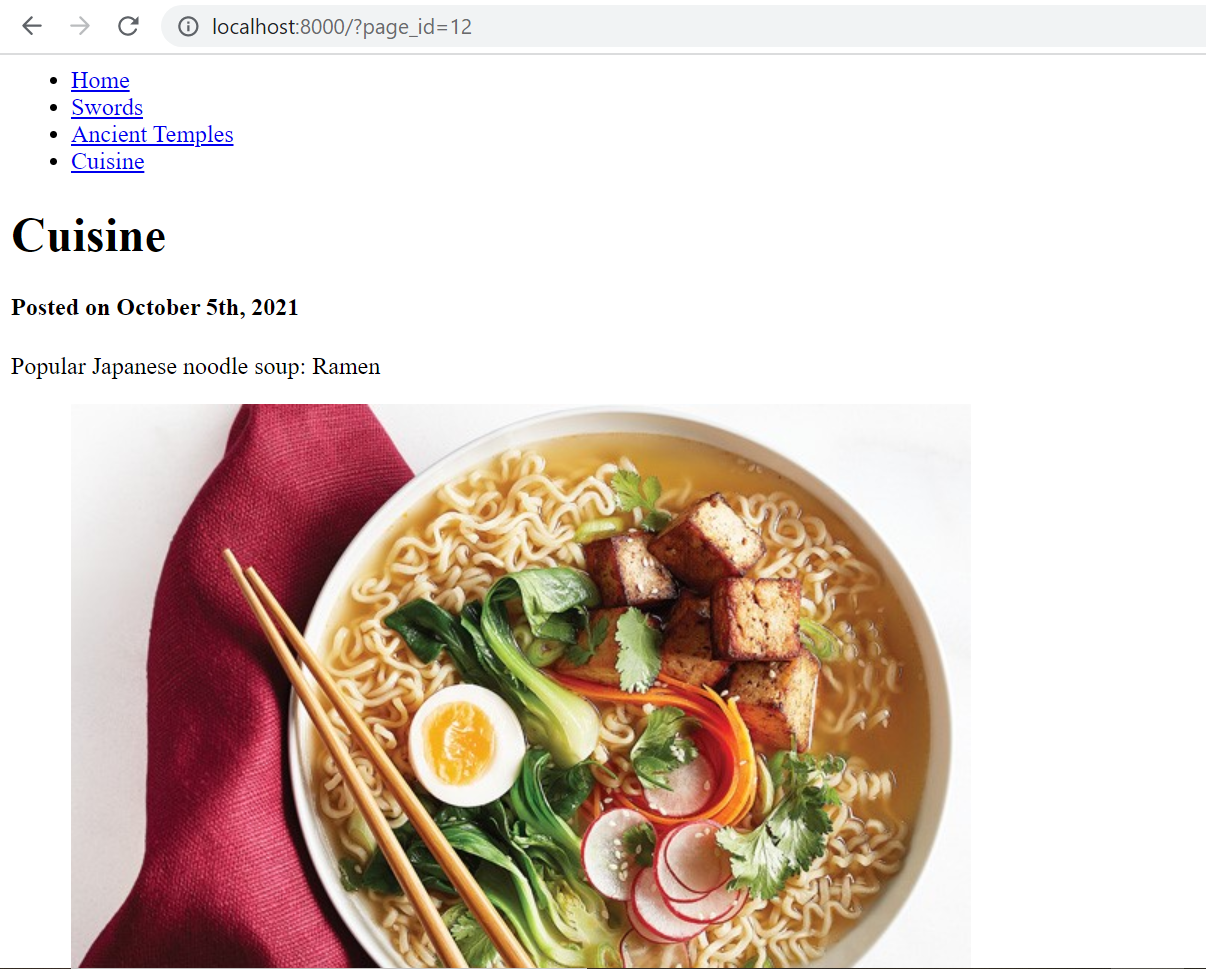 localhost:8000/?page_id=12
Home
Swords
Ancient Temples
Cuisine
Cuisine
Posted on October 5th, 2021
Popular Japanese noodle soup: Ramen